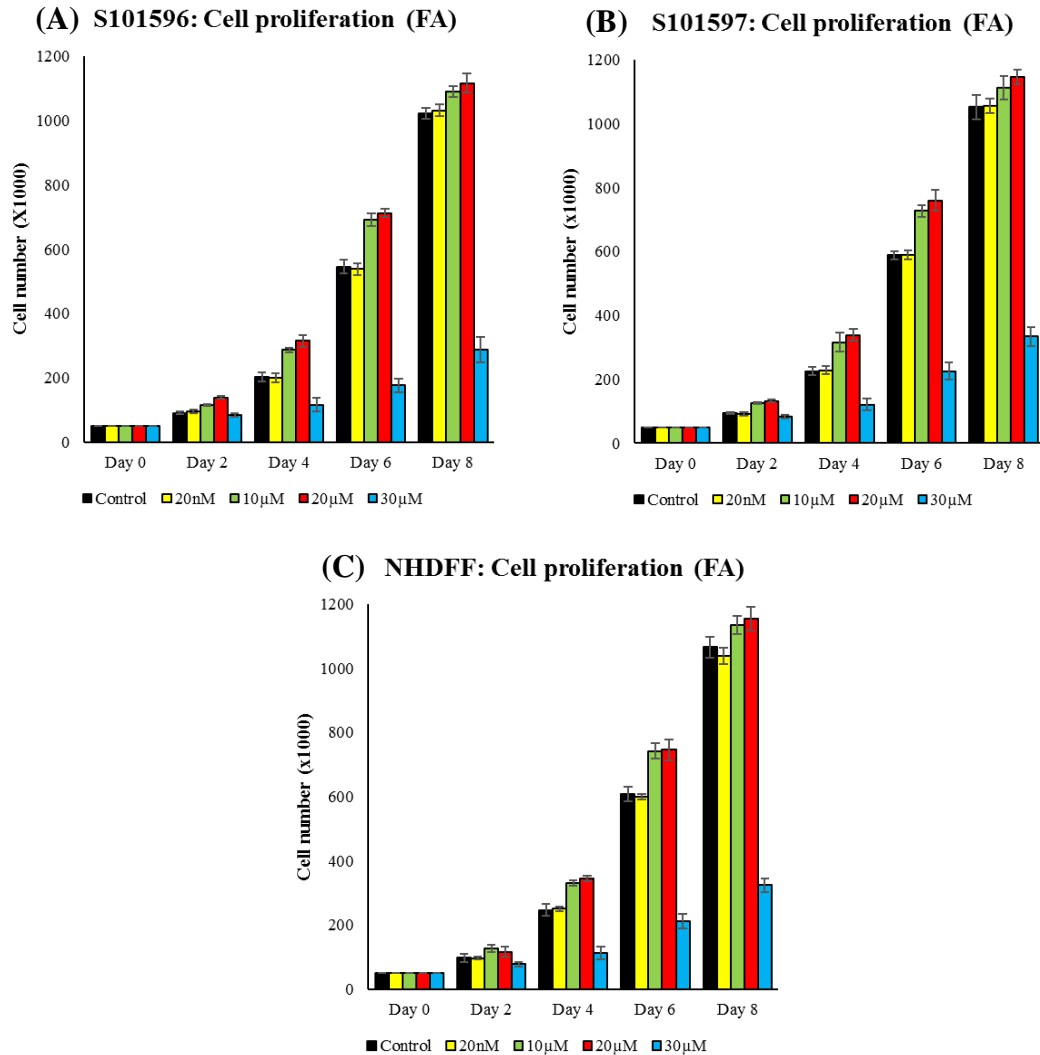 (A) S101596: Cell proliferation (FA)
1200
1000
800
600
400
200
0
Cell number (X1000)
Day 0 Day 2 Day 4 Day 6 Day 8
Control 20nM 10µM 20µM 30µM
(B) S101597: Cell proliferation (FA)
1200
1000
800
600
400
200
0
Cell number (x1000)
Day 0 Day 2 Day 4 Day 6 Day 8
Control 20nM 10µM 20µM 30µM
(C) NHDFF: Cell proliferation (FA)
1200
1000
800
600
400
200
0
Cell number (x1000)
Day 0 Day 2 Day 4 Day 6 Day 8
Control 20nM 10µM 20µM 30µM